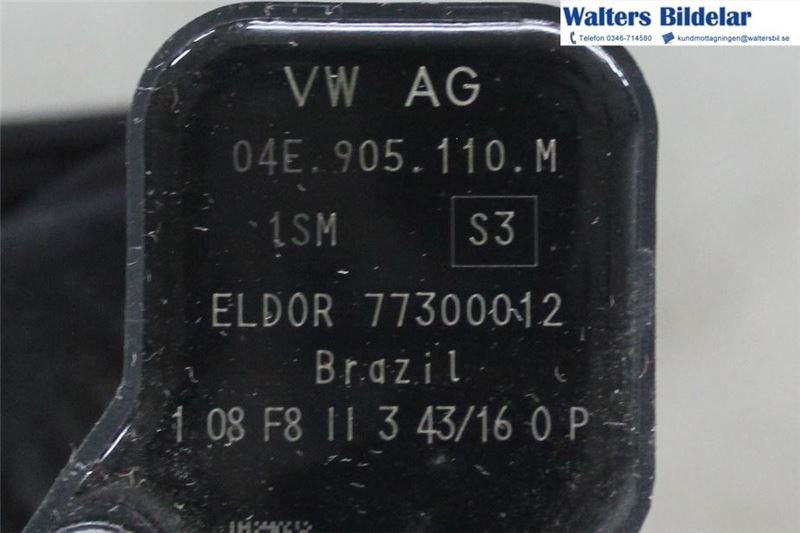 Walters Bildelar
Telefon 0346-714580 kundmottagningen@waltersbil.se
VW AG
04E.905.110.M
1SM S3
ELDOR 77300012
Brazil
1 08 F8 II 3 43/16 0 P